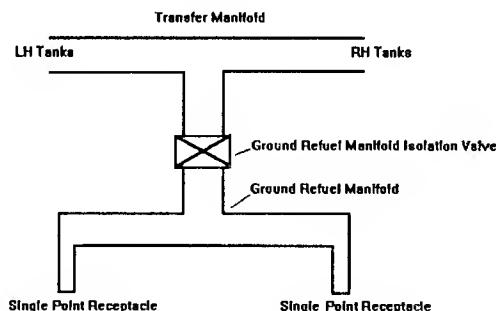 Transfer Manifold
LH Tanks
RH Tanks
Ground Refuel Manifold Isolation Valve
Ground Refuel Manifold
Single Point Receptacle
Single Point Receptacle